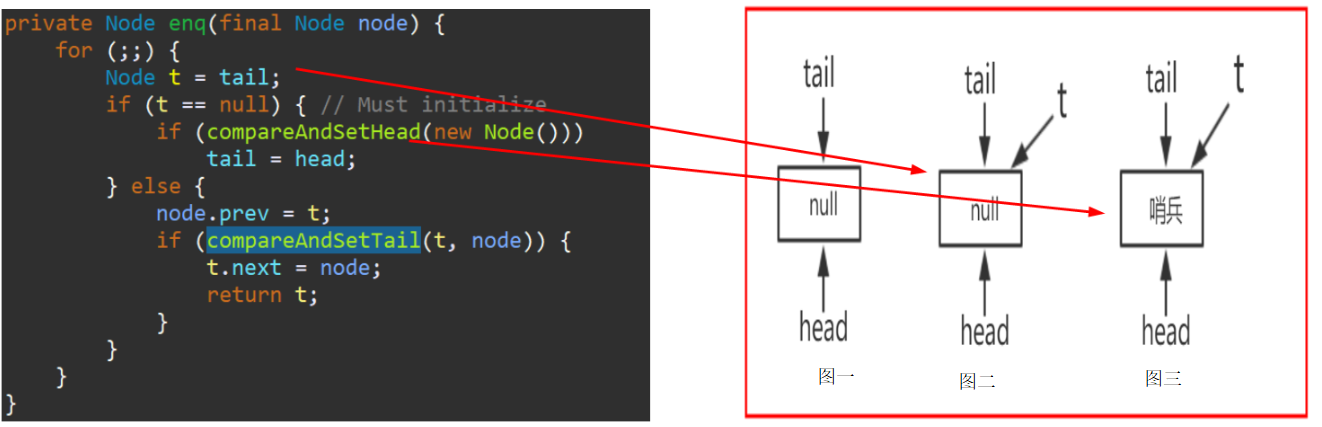 private Node enq(final Node node) {
for (;;) {
Node t = tail;
if (t == null) { // Must initialize
if (compareAndSetHead(new Node()))
tail = head;
} else {
node.prev = t;
if (compareAndSetTail(t, node)) {
t.next = node;
return t;
}
}
}
}
tail
null
head
图一
tail
t
null
head
图二
tail
t
哨兵
head
图三